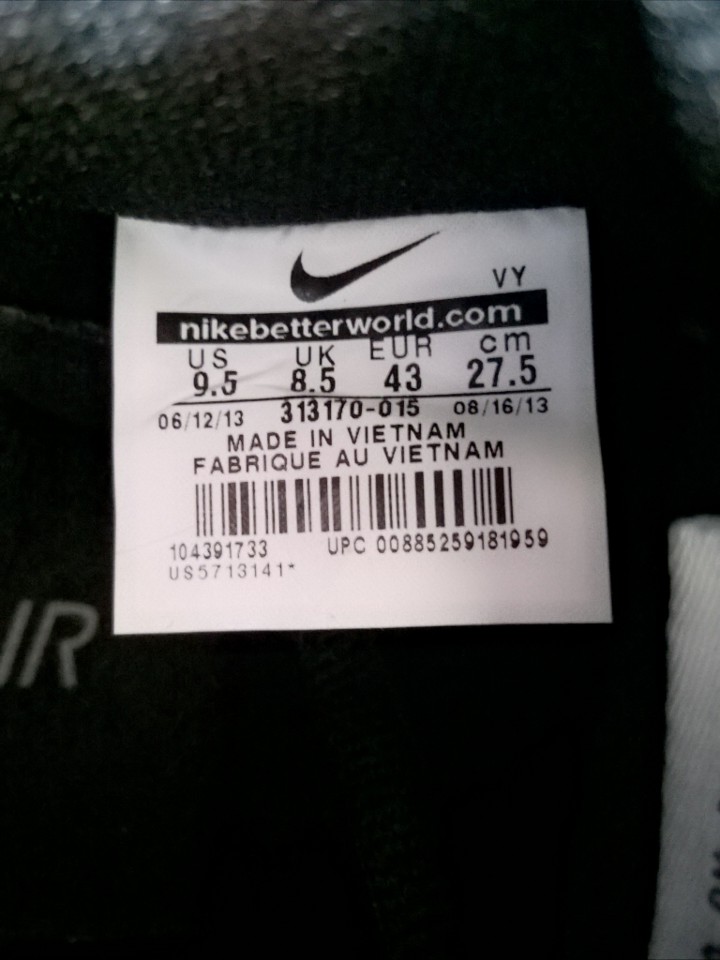 VY
nikebetterworld.com
US UK EUR cm
9.5 8.5 43 27.5
06/12/13 313170-015 08/16/13
MADE IN VIETNAM
FABRIQUE AU VIETNAM
104391733 UPC 00885259181959
US5713141*
IR